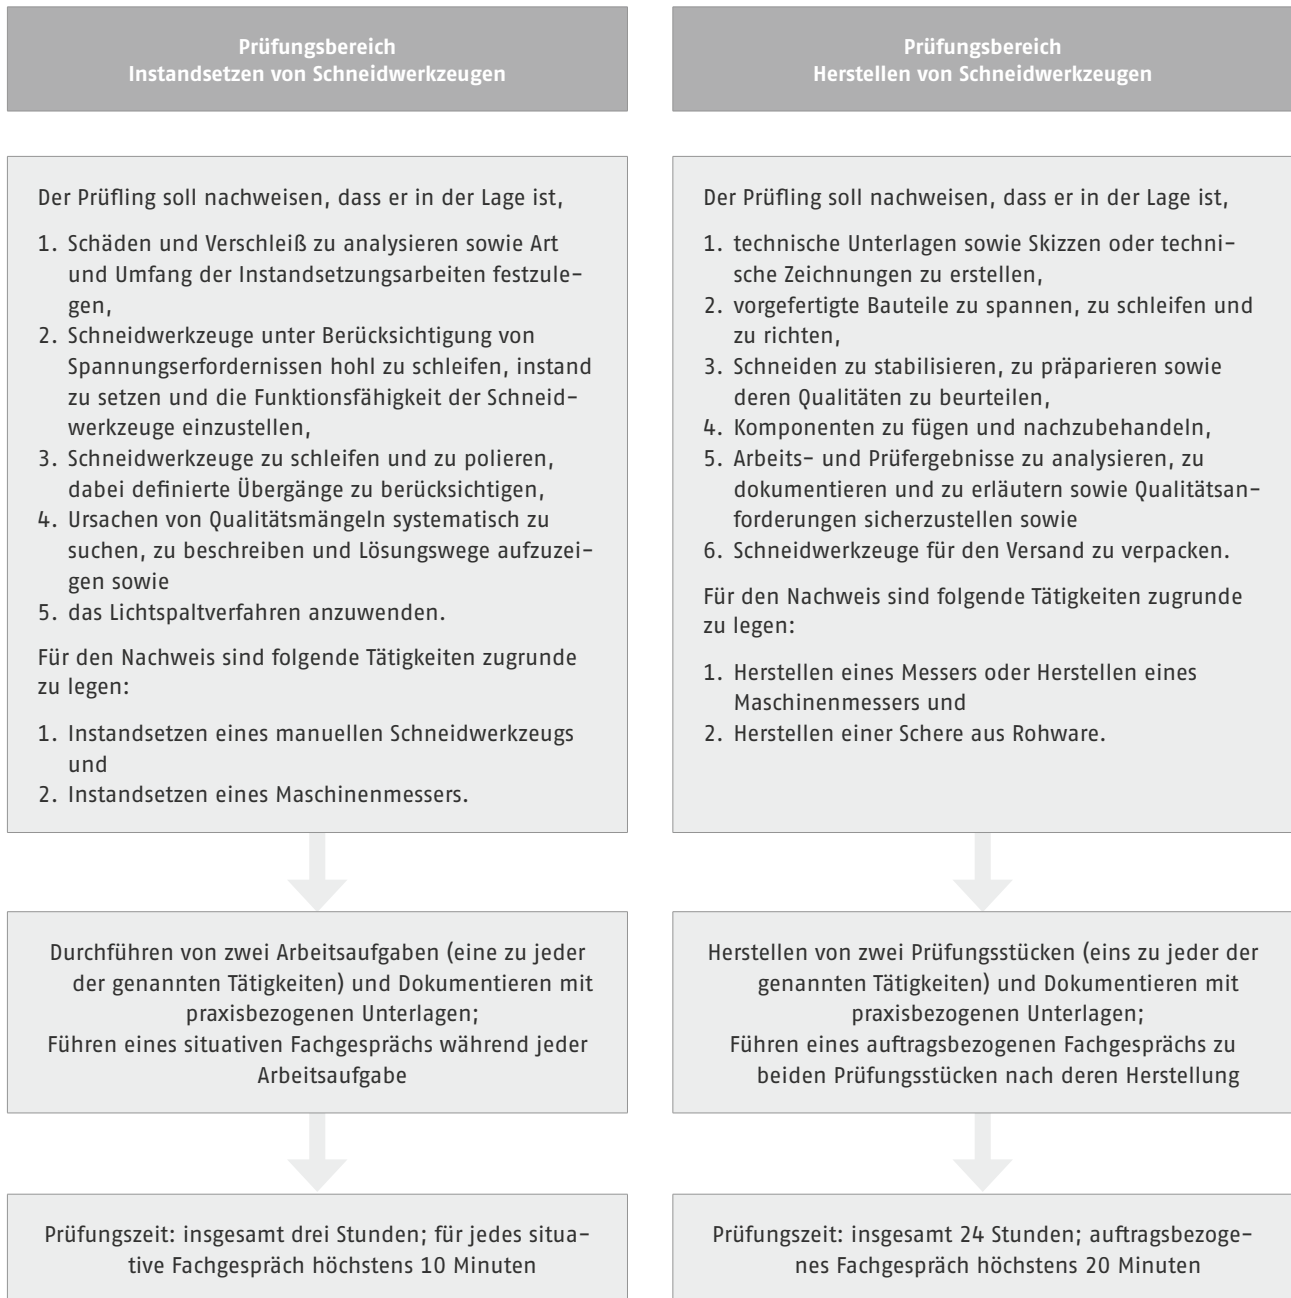 Prüfungsbereich
Instandsetzen von Schneidwerkzeugen
Der Prüfling soll nachweisen, dass er in der Lage ist,
1. Schäden und Verschleiß zu analysieren sowie Art
und Umfang der Instandsetzungsarbeiten festzule-
gen,
2. Schneidwerkzeuge unter Berücksichtigung von
Spannungserfordernissen hohl zu schleifen, instand
zu setzen und die Funktionsfähigkeit der Schneid-
werkzeuge einzustellen,
3. Schneidwerkzeuge zu schleifen und zu polieren,
dabei definierte Übergänge zu berücksichtigen,
4. Ursachen von Qualitätsmängeln systematisch zu
suchen, zu beschreiben und Lösungswege aufzuzei-
gen sowie
5. das Lichtspaltverfahren anzuwenden.
Für den Nachweis sind folgende Tätigkeiten zugrunde
zu legen:
1. Instandsetzen eines manuellen Schneidwerkzeugs
und
2. Instandsetzen eines Maschinenmessers.
Durchführen von zwei Arbeitsaufgaben (eine zu jeder
der genannten Tätigkeiten) und Dokumentieren mit
praxisbezogenen Unterlagen;
Führen eines situativen Fachgesprächs während jeder
Arbeitsaufgabe
Prüfungszeit: insgesamt drei Stunden; für jedes situa-
tive Fachgespräch höchstens 10 Minuten
Prüfungsbereich
Herstellen von Schneidwerkzeugen
Der Prüfling soll nachweisen, dass er in der Lage ist,
1. technische Unterlagen sowie Skizzen oder techni-
sche Zeichnungen zu erstellen,
2. vorgefertigte Bauteile zu spannen, zu schleifen und
zu richten,
3. Schneiden zu stabilisieren, zu präparieren sowie
deren Qualitäten zu beurteilen,
4. Komponenten zu fügen und nachzubehandeln,
5. Arbeits- und Prüfergebnisse zu analysieren, zu
dokumentieren und zu erläutern sowie Qualitätsan-
forderungen sicherzustellen sowie
6. Schneidwerkzeuge für den Versand zu verpacken.
Für den Nachweis sind folgende Tätigkeiten zugrunde
zu legen:
1. Herstellen eines Messers oder Herstellen eines
Maschinenmessers und
2. Herstellen einer Schere aus Rohware.
Herstellen von zwei Prüfungsstücken (eins zu jeder der
genannten Tätigkeiten) und Dokumentieren mit
praxisbezogenen Unterlagen;
Führen eines auftragsbezogenen Fachgesprächs zu
beiden Prüfungsstücken nach deren Herstellung
Prüfungszeit: insgesamt 24 Stunden; auftragsbezoge-
nes Fachgespräch höchstens 20 Minuten